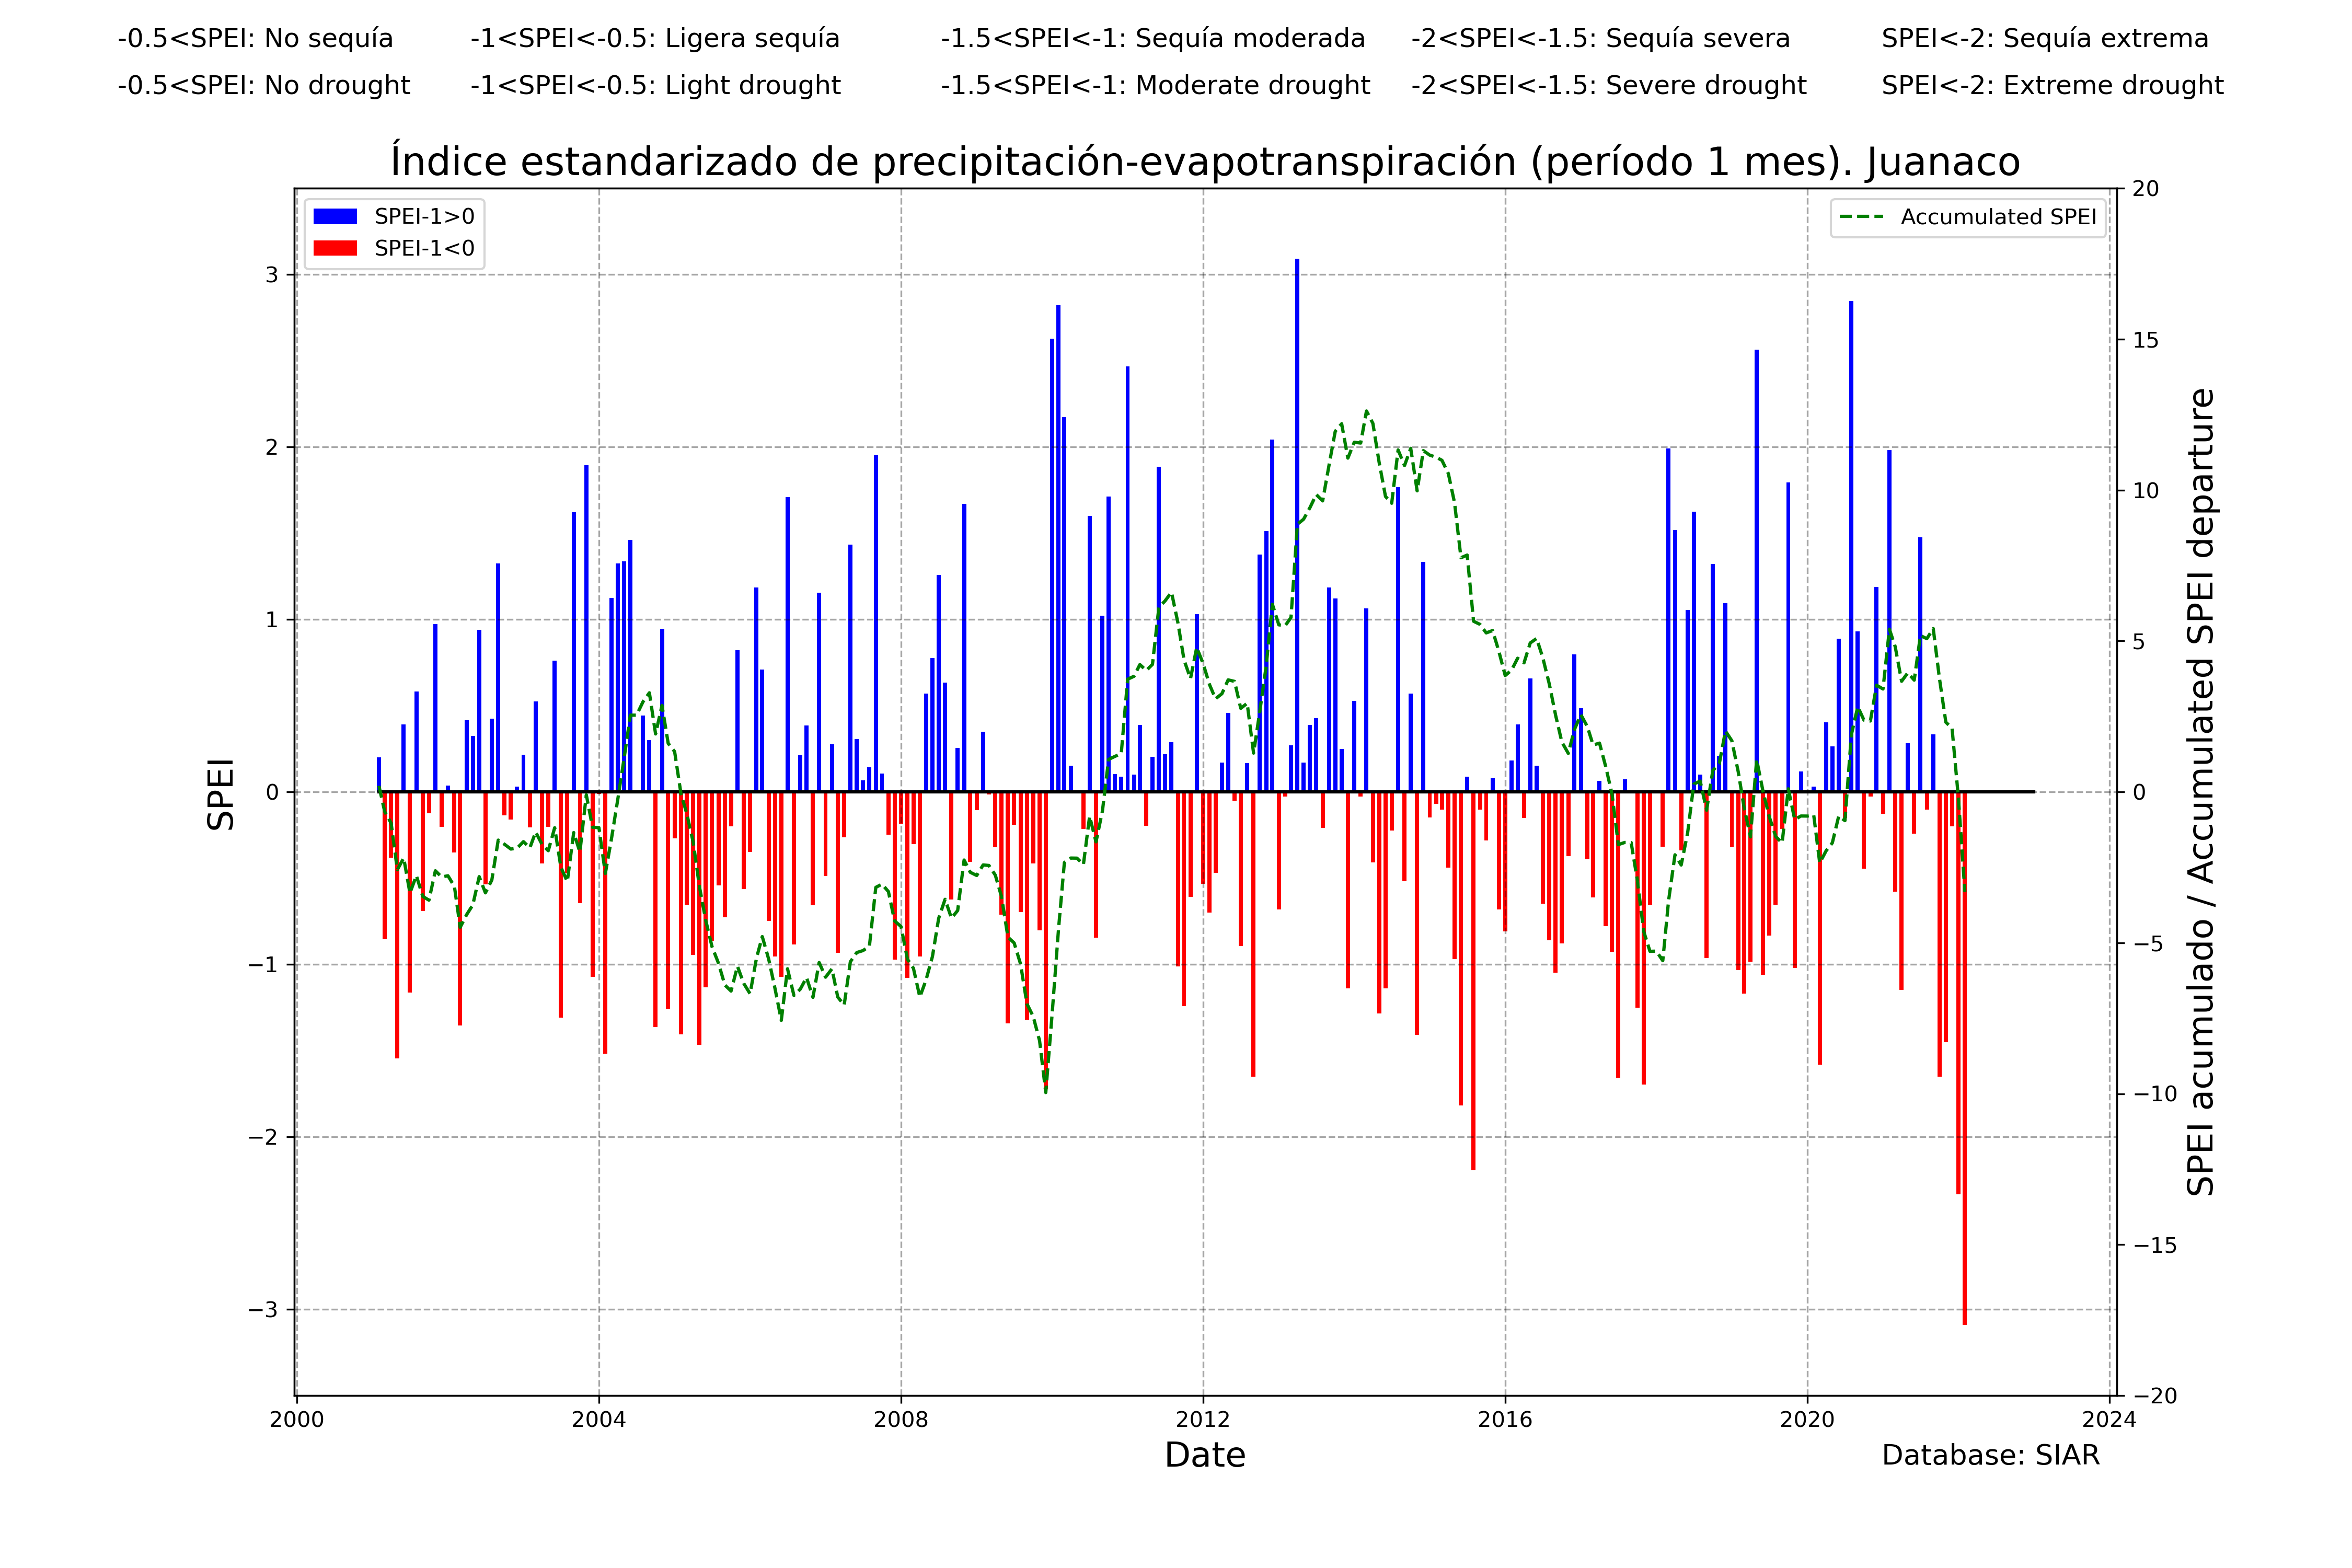 -0.5<SPEI: No sequía -1<SPEI<-0.5: Ligera sequía -1.5<SPEI<-1: Sequía moderada -2<SPEI<-1.5: Sequía severa SPEI<-2: Sequía extrema
-0.5<SPEI: No drought -1<SPEI<-0.5: Light drought -1.5<SPEI<-1: Moderate drought -2<SPEI<-1.5: Severe drought SPEI<-2: Extreme drought
Índice estandarizado de precipitación-evapotranspiración (período 1 mes). Juanaco
SPEI-1>0
SPEI-1<0
Accumulated SPEI
SPEI
3
2
1
0
−1
−2
−3
20
15
10
5
0
−5
−10
−15
−20
SPEI acumulado / Accumulated SPEI departure
2000 2004 2008 2012 2016 2020 2024
Date
Database: SIAR